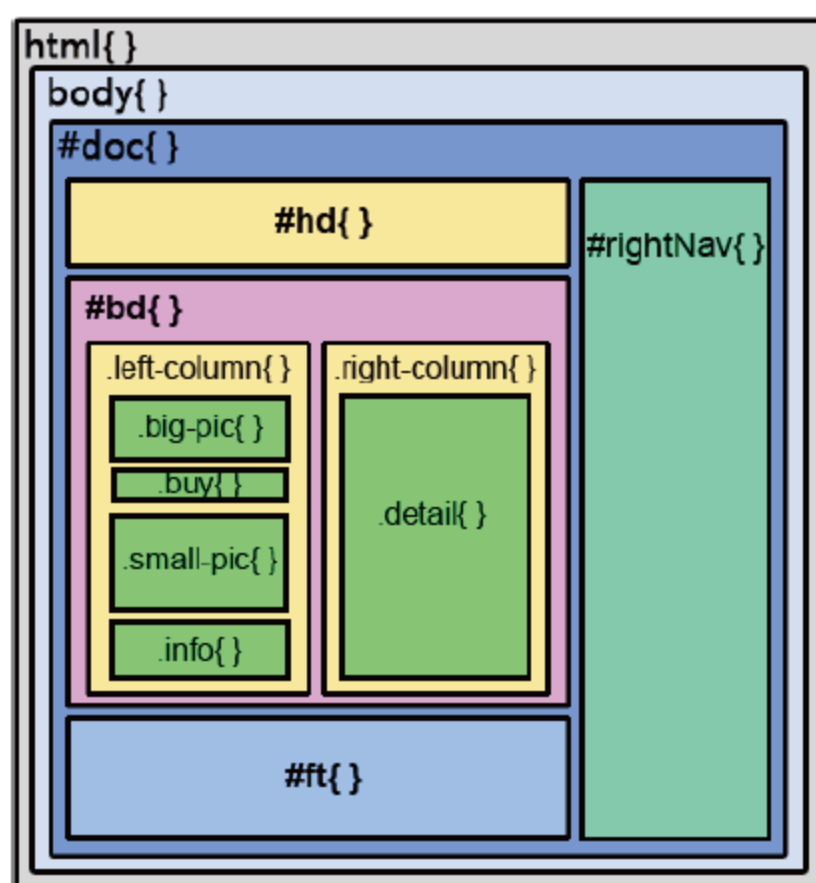 html{ }
body{ }
#doc{ }
#hd{ }
#rightNav{ }
#bd{ }
.left-column{ }
.big-pic{ }
.buy{ }
.small-pic{ }
.info{ }
.right-column{ }
.detail{ }
#ft{ }